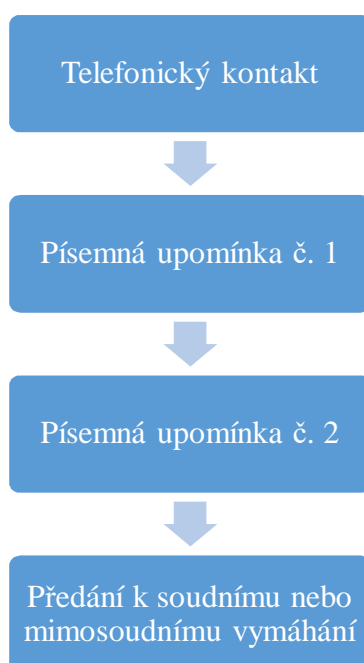 Telefonický kontakt
Písemná upomínka č. 1
Písemná upomínka č. 2
Předání k soudnímu nebo
mimosoudnímu vymáhání